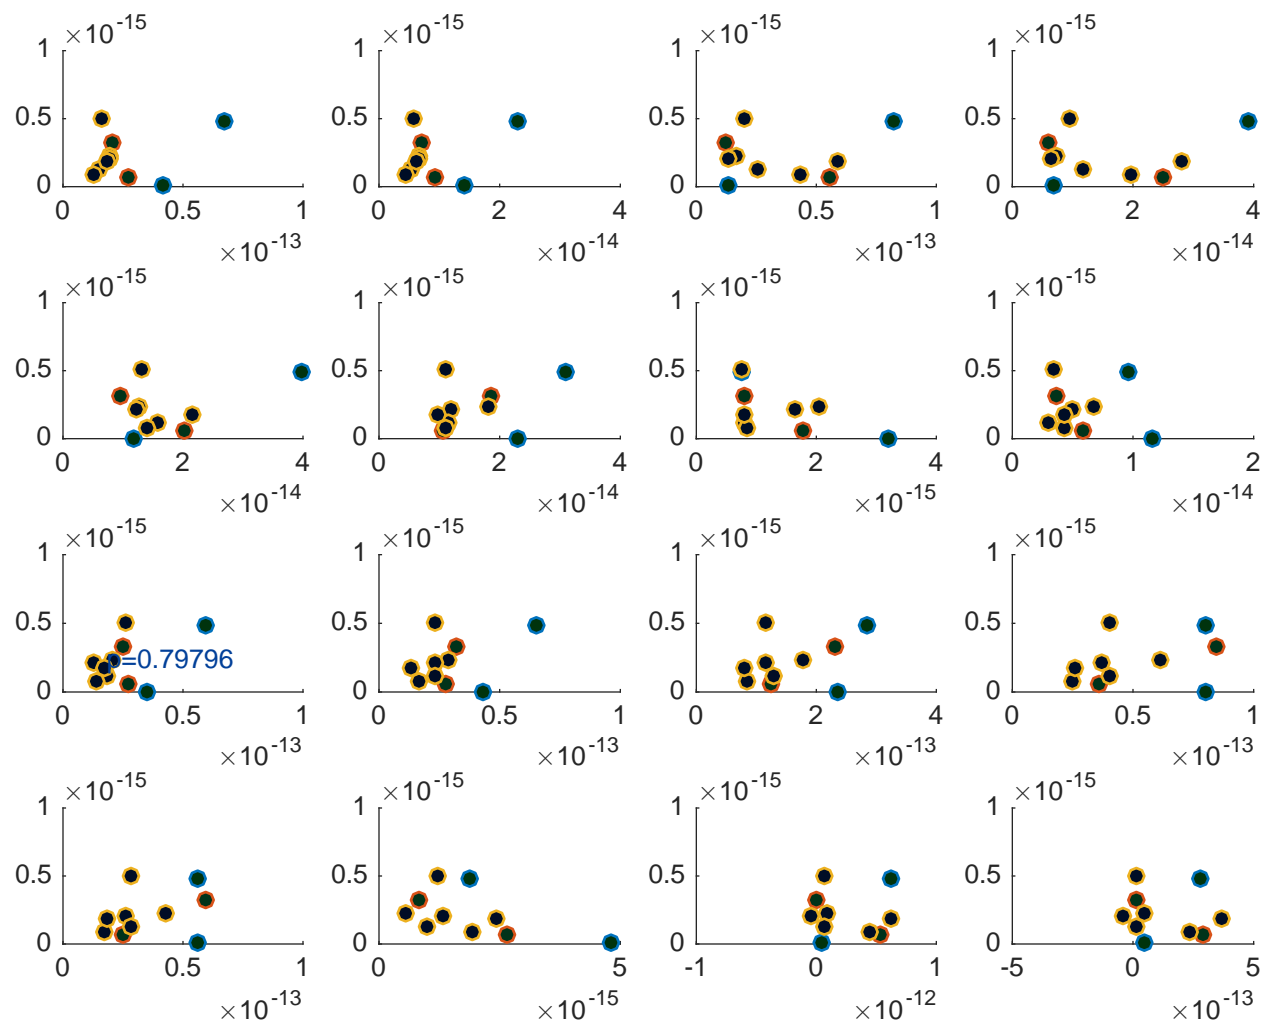 ×10-15 ×10-15 ×10-15 ×10-15
1 1 1 1
0.5 0.5 0.5 0.5
0 0 0 0
0 0.5 1 0 2 4 0 0.5 1 0 2 4
×10-13 ×10-14 ×10-13 ×10-14
×10-15 ×10-15 ×10-15 ×10-15
1 1 1 1
0.5 0.5 0.5 0.5
0 0 0 0
0 2 4 0 2 4 0 2 4 0 1 2
×10-14 ×10-14 ×10-15 ×10-14
×10-15 ×10-15 ×10-15 ×10-15
1 1 1 1
0.5 0.5 0.5 0.5
p=0.79796
0 0 0 0
0 0.5 1 0 0.5 1 0 2 4 0 0.5 1
×10-13 ×10-13 ×10-13 ×10-13
×10-15 ×10-15 ×10-15 ×10-15
1 1 1 1
0.5 0.5 0.5 0.5
0 0 0 0
0 0.5 1 0 5 -1 0 1 -5 0 5
×10-13 ×10-15 ×10-12 ×10-13